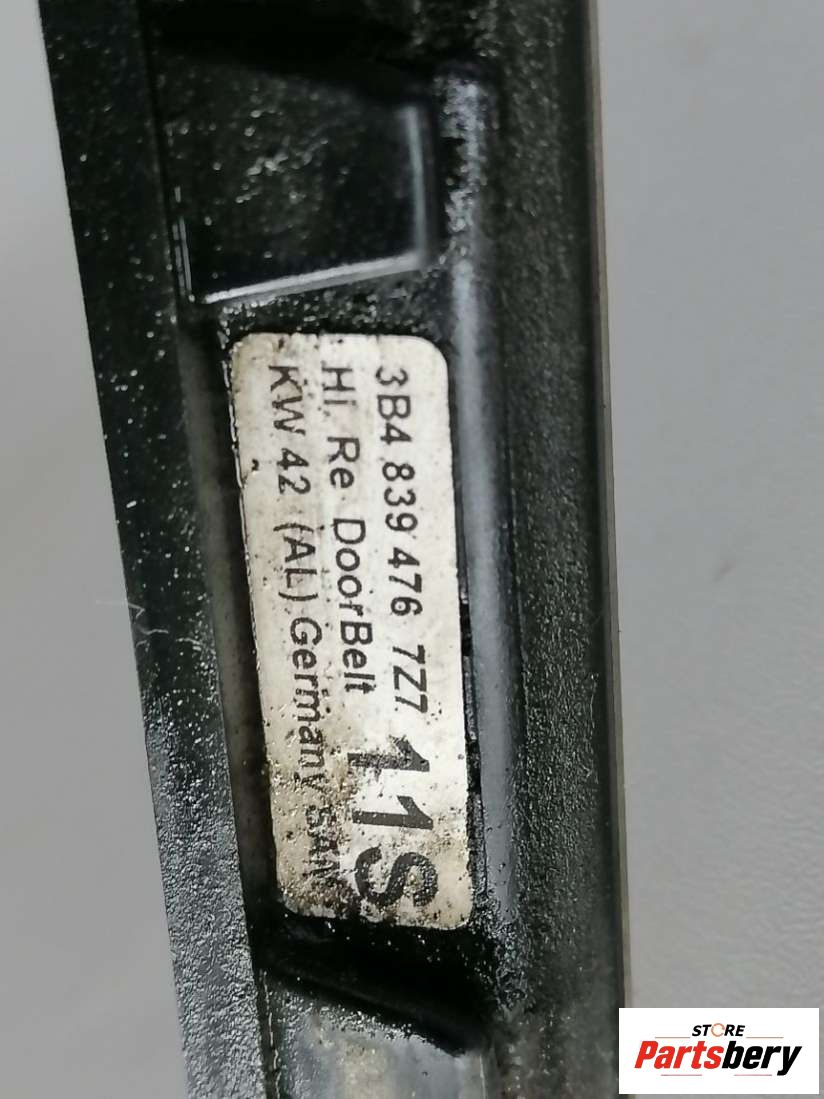 3B4 839 476 7Z7
Hi. Re DoorBelt
KW 42 (AL) Germany
11S
STORE
Partsbery